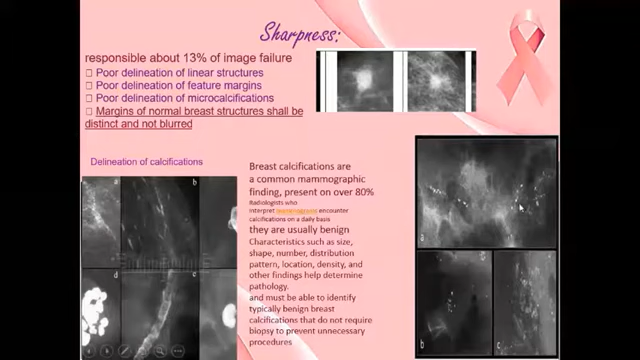 Sharpness:
responsible about 13% of image failure
□ Poor delineation of linear structures
□ Poor delineation of feature margins
□ Poor delineation of microcalcifications
□ Margins of normal breast structures shall be
distinct and not blurred
Delineation of calcifications
Breast calcifications are
a common mammographic
finding, present on over 80%
Radiologists who
interpret mammograms encounter
calcifications on a daily basis
they are usually benign
Characteristics such as size,
shape, number, distribution
pattern, location, density, and
other findings help determine
pathology.
and must be able to identify
typically benign breast
calcifications that do not require
biopsy to prevent unnecessary
procedures
a
b
c
d
e
a
b
c